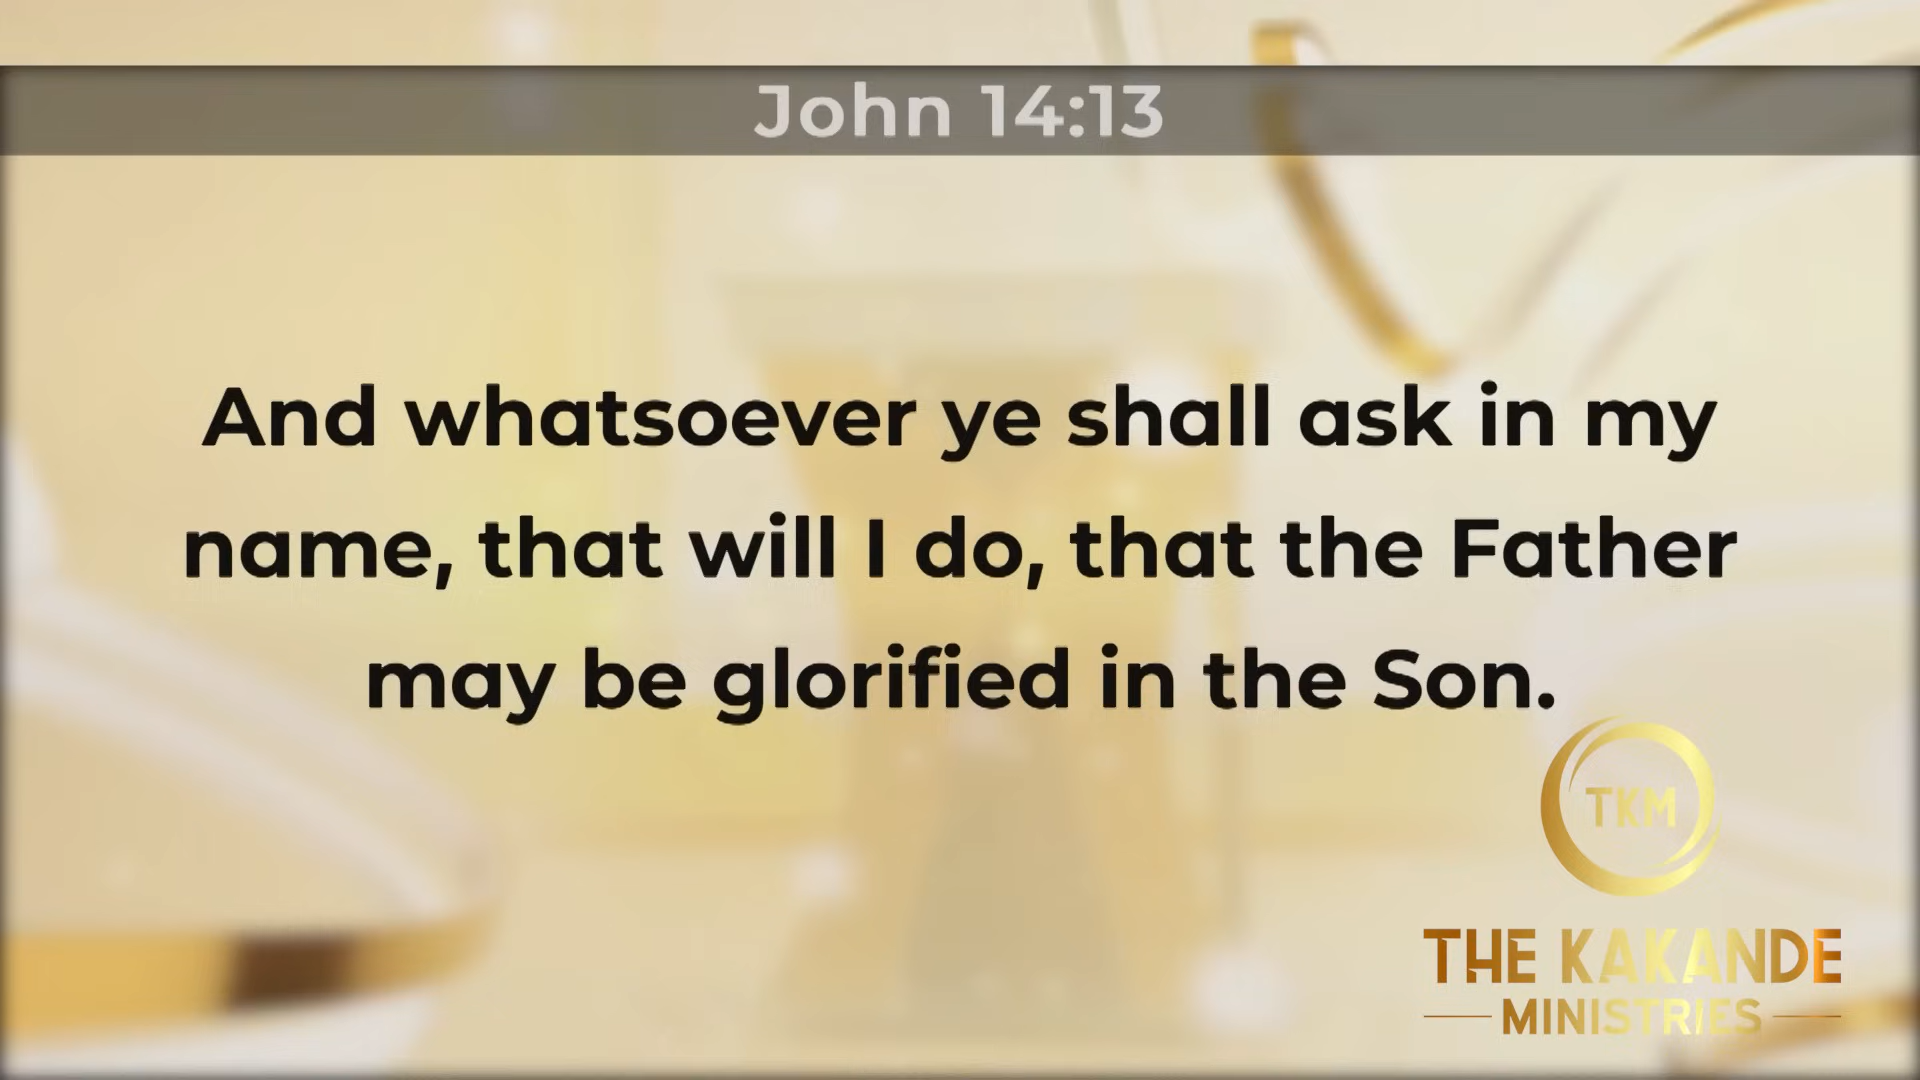 John 14:13
And whatsoever ye shall ask in my
name, that will I do, that the Father
may be glorified in the Son.
TKM
THE KAKANDE
MINISTRIES